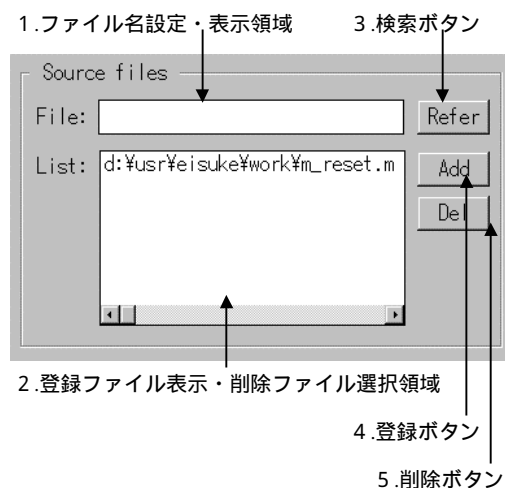 1.ファイル名設定・表示領域
3.検索ボタン
Source files
File:
Refer
List:
d:¥usr¥eisuke¥work¥m_reset.m
Add
Del
2.登録ファイル表示・削除ファイル選択領域
4.登録ボタン
5.削除ボタン